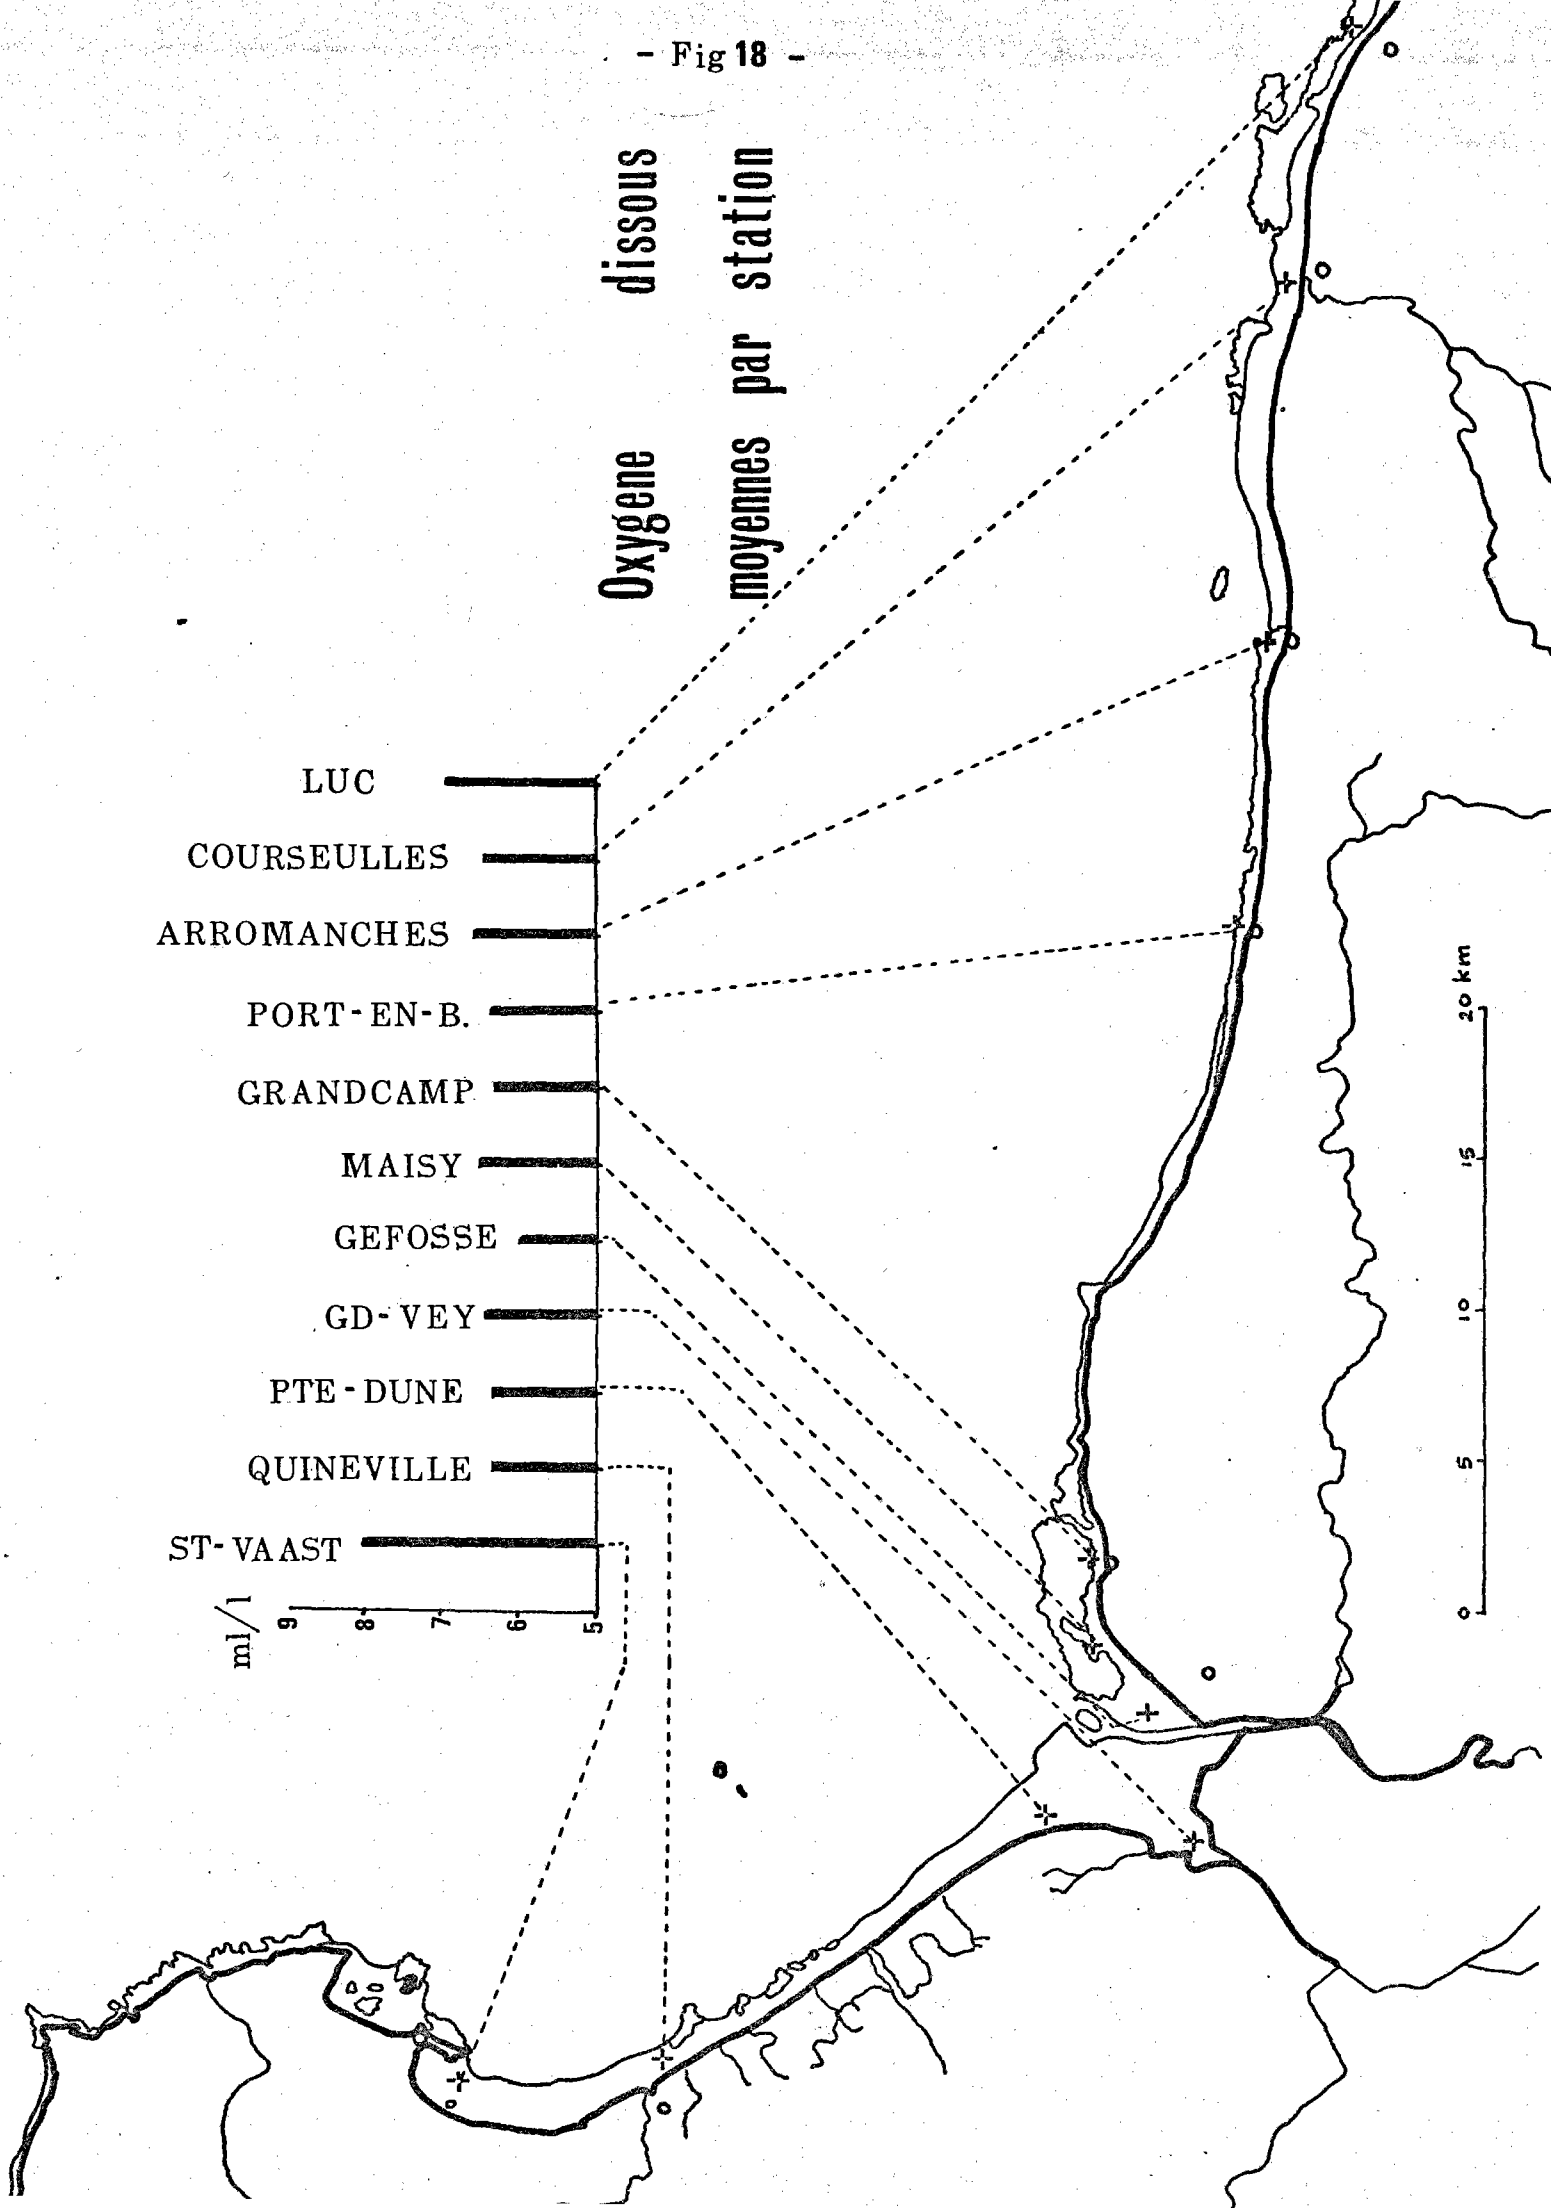 - Fig 18 -
Oxygene dissous
moyennes par station
LUC
COURSEULLES
ARROMANCHES
PORT-EN-B.
GRANDCAMP
MAISY
GEFOSSE
GD-VEY
PTE-DUNE
QUINEVILLE
ST-VAAST
ml/l
9 8 7 6 5
0 5 10 15 20 km